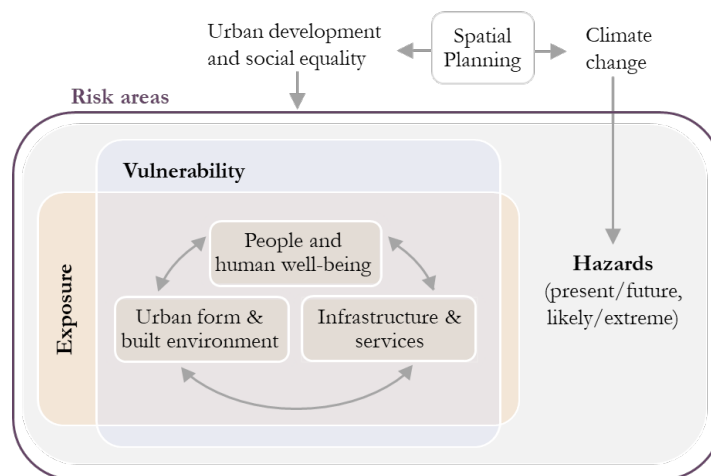 Urban development
and social equality
Spatial
Planning
Climate
change
Risk areas
Vulnerability
Exposure
People and
human well-being
Urban form &
built environment
Infrastructure &
services
Hazards
(present/future,
likely/extreme)